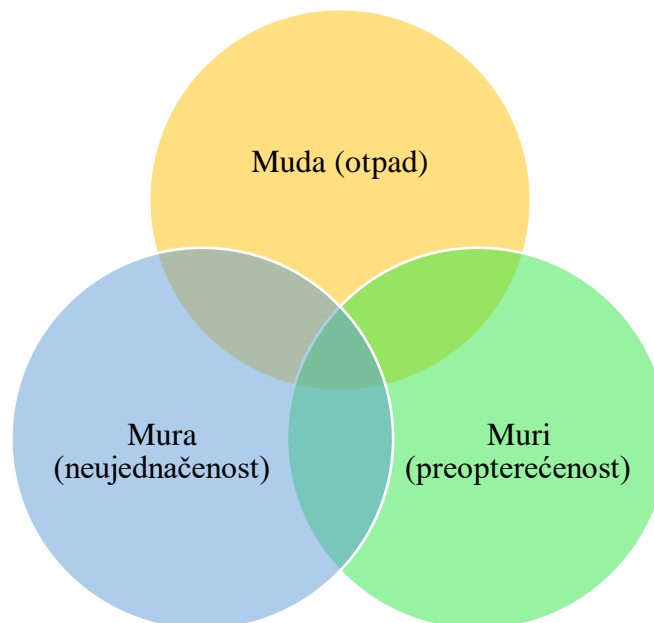 Muda (otpad)
Mura
(neujednačenost)
Muri
(preopterećenost)